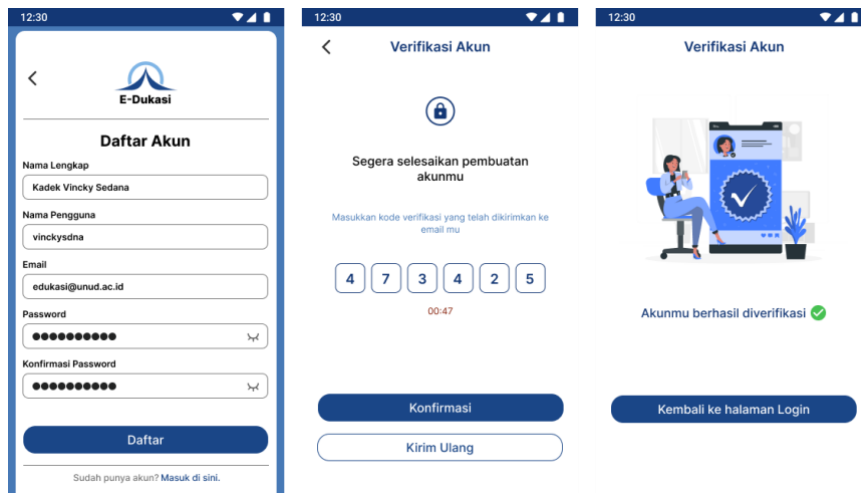 12:30
E-Dukasi
Daftar Akun
Nama Lengkap
Kadek Vincky Sedana
Nama Pengguna
vinckysdna
Email
edukasi@unud.ac.id
Password
Konfirmasi Password
Daftar
Sudah punya akun? Masuk di sini.
12:30
Verifikasi Akun
Segera selesaikan pembuatan
akunmu
Masukkan kode verifikasi yang telah dikirimkan ke
email mu
4 7 3 4 2 5
00:47
Konfirmasi
Kirim Ulang
12:30
Verifikasi Akun
Akunmu berhasil diverifikasi
Kembali ke halaman Login